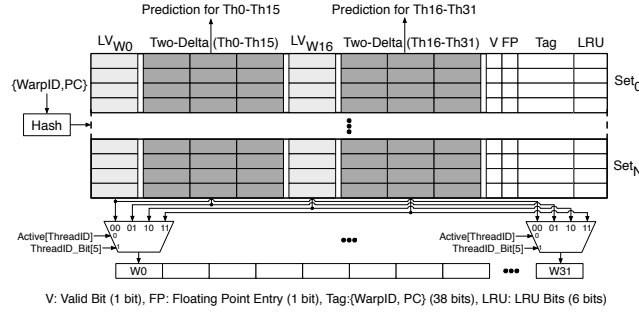 Prediction for Th0-Th15 Prediction for Th16-Th31
LVW0 Two-Delta (Th0-Th15) LVW16 Two-Delta (Th16-Th31) V FP Tag LRU
Set0
{WarpID,PC}
Hash
SetN
00 01 10 11 00 01 10 11
Active[ThreadID] 0 Active[ThreadID] 0
ThreadID_Bit[5] 1 ThreadID_Bit[5] 1
W0 W31
V: Valid Bit (1 bit), FP: Floating Point Entry (1 bit), Tag:{WarpID, PC} (38 bits), LRU: LRU Bits (6 bits)